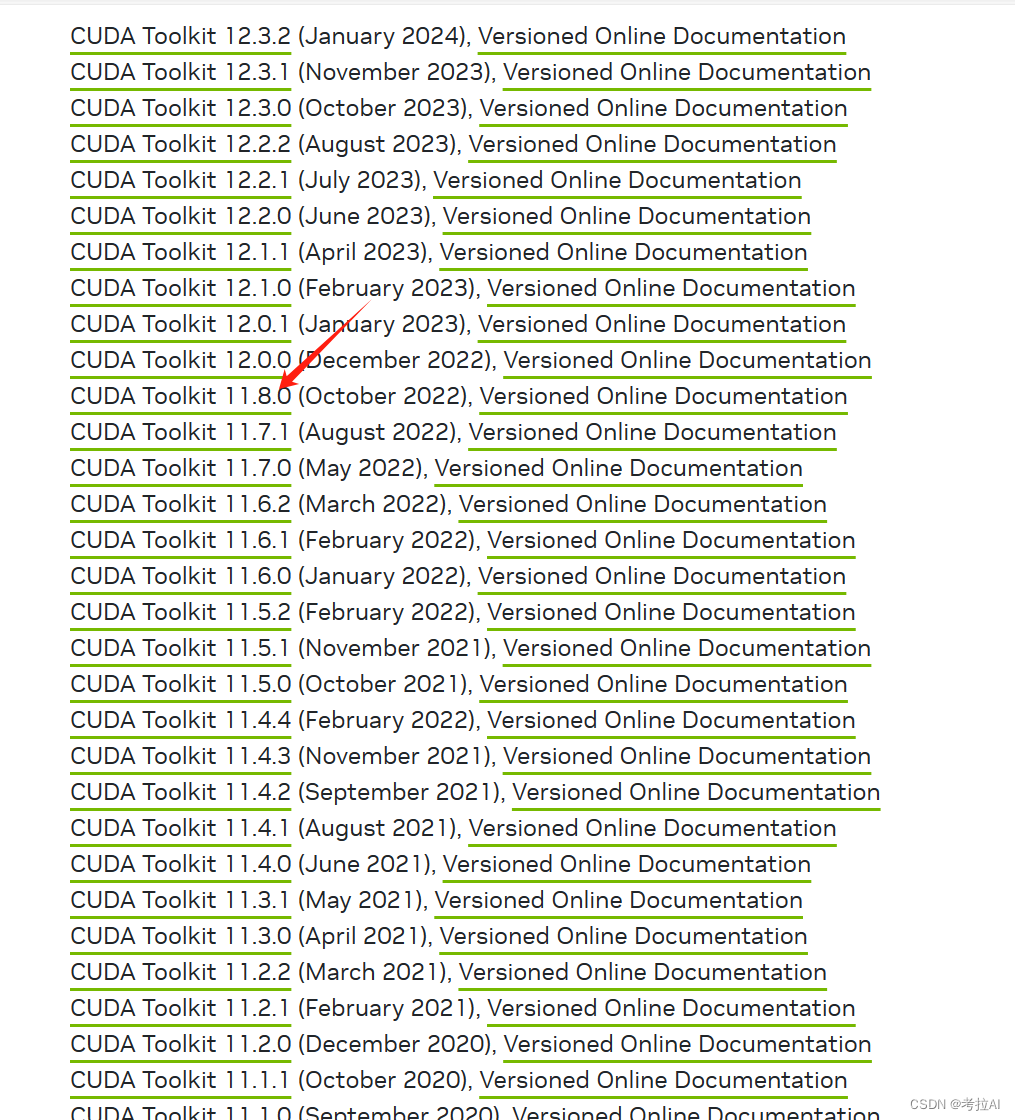 CUDA Toolkit 12.3.2 (January 2024), Versioned Online Documentation
CUDA Toolkit 12.3.1 (November 2023), Versioned Online Documentation
CUDA Toolkit 12.3.0 (October 2023), Versioned Online Documentation
CUDA Toolkit 12.2.2 (August 2023), Versioned Online Documentation
CUDA Toolkit 12.2.1 (July 2023), Versioned Online Documentation
CUDA Toolkit 12.2.0 (June 2023), Versioned Online Documentation
CUDA Toolkit 12.1.1 (April 2023), Versioned Online Documentation
CUDA Toolkit 12.1.0 (February 2023), Versioned Online Documentation
CUDA Toolkit 12.0.1 (January 2023), Versioned Online Documentation
CUDA Toolkit 12.0.0 (December 2022), Versioned Online Documentation
CUDA Toolkit 11.8.0 (October 2022), Versioned Online Documentation
CUDA Toolkit 11.7.1 (August 2022), Versioned Online Documentation
CUDA Toolkit 11.7.0 (May 2022), Versioned Online Documentation
CUDA Toolkit 11.6.2 (March 2022), Versioned Online Documentation
CUDA Toolkit 11.6.1 (February 2022), Versioned Online Documentation
CUDA Toolkit 11.6.0 (January 2022), Versioned Online Documentation
CUDA Toolkit 11.5.2 (February 2022), Versioned Online Documentation
CUDA Toolkit 11.5.1 (November 2021), Versioned Online Documentation
CUDA Toolkit 11.5.0 (October 2021), Versioned Online Documentation
CUDA Toolkit 11.4.4 (February 2022), Versioned Online Documentation
CUDA Toolkit 11.4.3 (November 2021), Versioned Online Documentation
CUDA Toolkit 11.4.2 (September 2021), Versioned Online Documentation
CUDA Toolkit 11.4.1 (August 2021), Versioned Online Documentation
CUDA Toolkit 11.4.0 (June 2021), Versioned Online Documentation
CUDA Toolkit 11.3.1 (May 2021), Versioned Online Documentation
CUDA Toolkit 11.3.0 (April 2021), Versioned Online Documentation
CUDA Toolkit 11.2.2 (March 2021), Versioned Online Documentation
CUDA Toolkit 11.2.1 (February 2021), Versioned Online Documentation
CUDA Toolkit 11.2.0 (December 2020), Versioned Online Documentation
CUDA Toolkit 11.1.1 (October 2020), Versioned Online Documentation
CUDA Toolkit 11.1.0 (September 2020), Versioned Online Documentation
CSDN @考拉AI